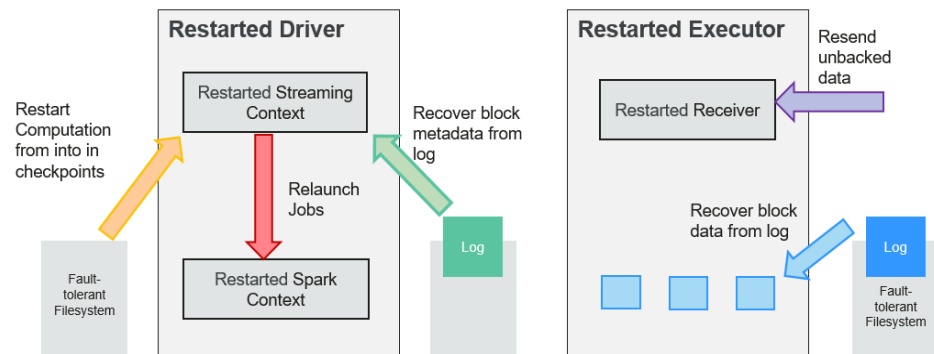 Restarted Driver
Restarted Streaming
Context
Restart
Computation
from into in
checkpoints
Recover block
metadata from
log
Relaunch
Jobs
Log
Fault-
tolerant
Filesystem
Restarted Spark
Context
Restarted Executor
Resend
unbacked
data
Restarted Receiver
Recover block
data from log
Log
Fault-
tolerant
Filesystem